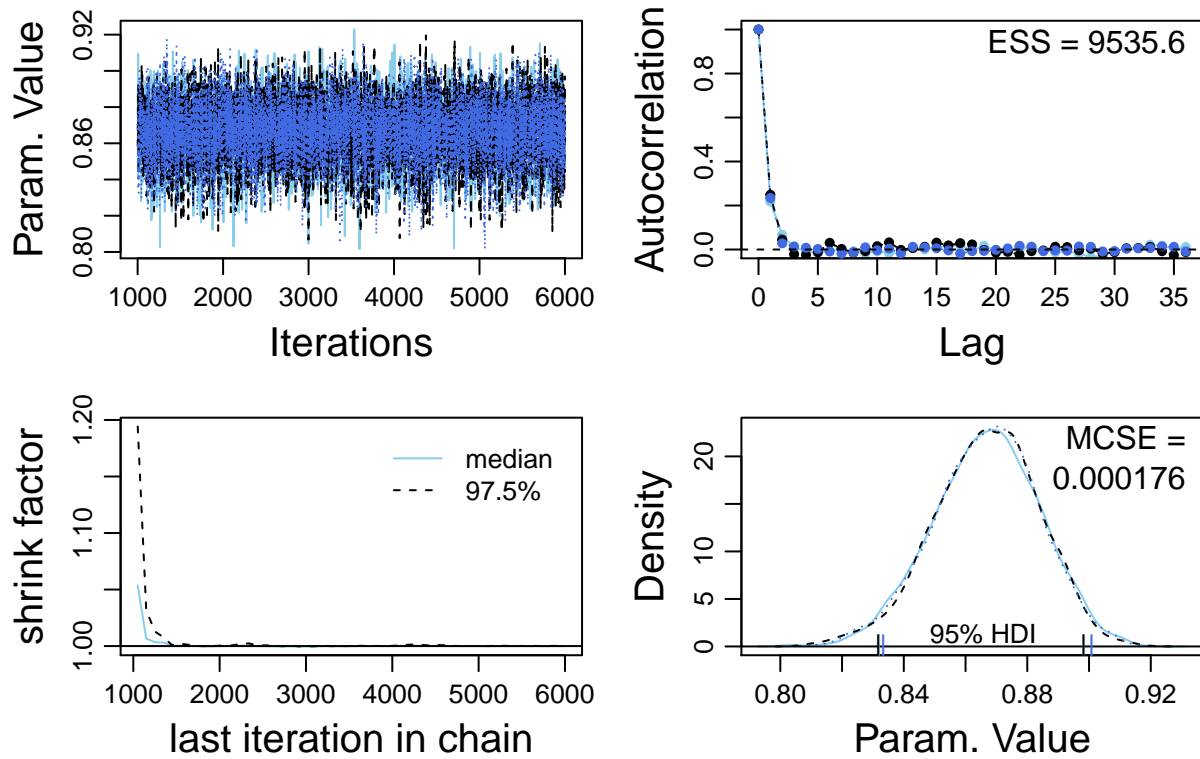 Param. Value
0.92
0.86
0.80
1000 2000 3000 4000 5000 6000
Iterations
Autocorrelation
0.8
0.4
0.0
ESS = 9535.6
0 5 10 15 20 25 30 35
Lag
shrink factor
1.20
1.10
1.00
median
97.5%
1000 2000 3000 4000 5000 6000
last iteration in chain
Density
20
10
5
0
MCSE =
0.000176
95% HDI
0.80 0.84 0.88 0.92
Param. Value